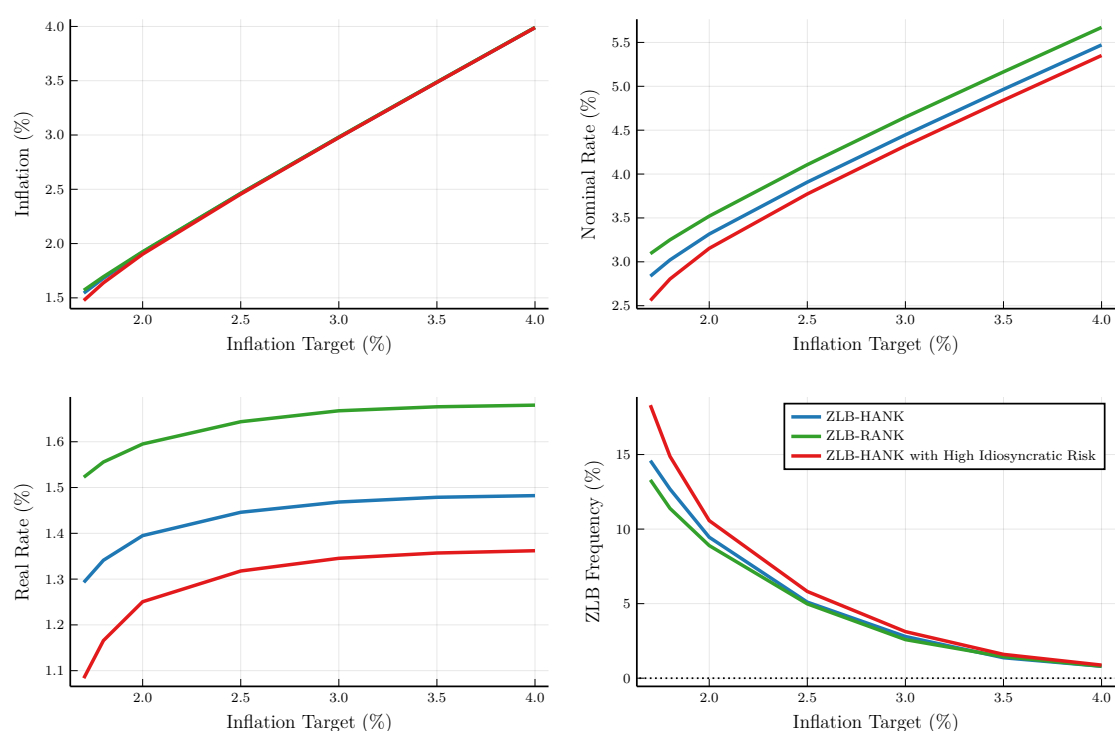 4.0
3.5
3.0
2.5
2.0
1.5
Inflation (%)
2.0 2.5 3.0 3.5 4.0
Inflation Target (%)
5.5
5.0
4.5
4.0
3.5
3.0
2.5
Nominal Rate (%)
2.0 2.5 3.0 3.5 4.0
Inflation Target (%)
1.6
1.5
1.4
1.3
1.2
1.1
Real Rate (%)
2.0 2.5 3.0 3.5 4.0
Inflation Target (%)
ZLB-HANK
ZLB-RANK
ZLB-HANK with High Idiosyncratic Risk
15
10
5
0
ZLB Frequency (%)
2.0 2.5 3.0 3.5 4.0
Inflation Target (%)